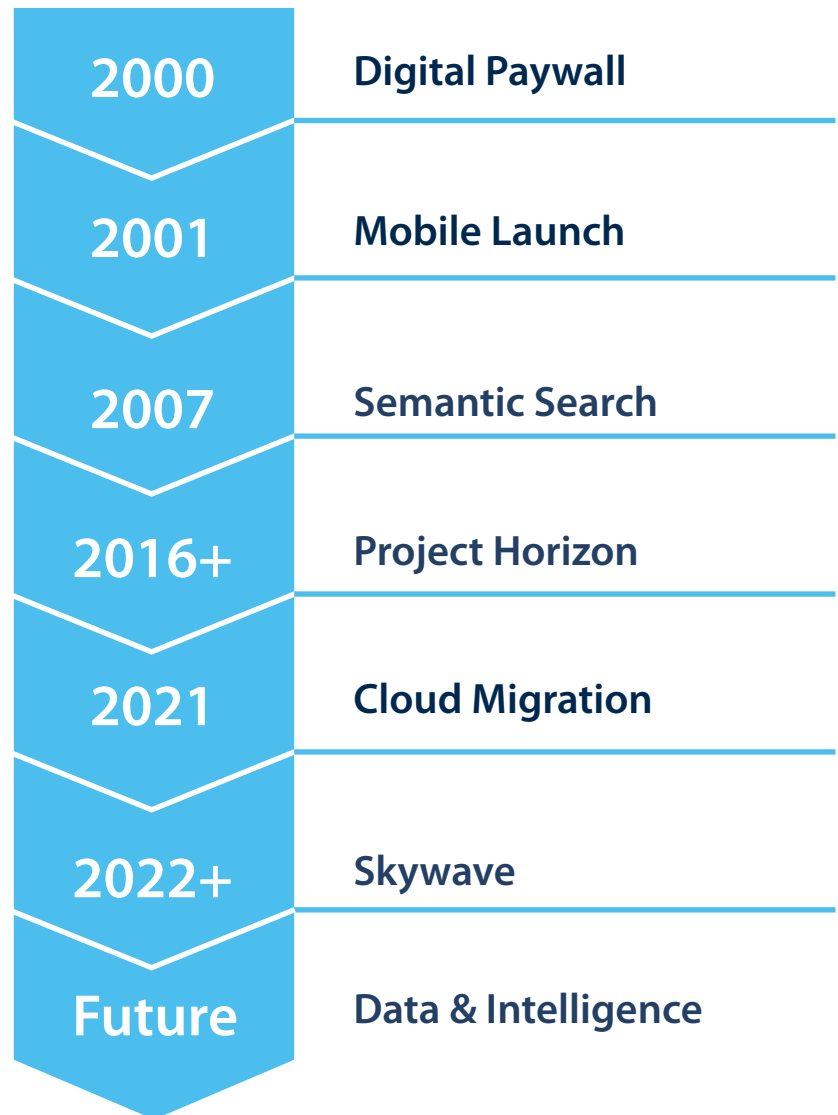 2000
Digital Paywall
2001
Mobile Launch
2007
Semantic Search
2016+
Project Horizon
2021
Cloud Migration
2022+
Skywave
Future
Data & Intelligence